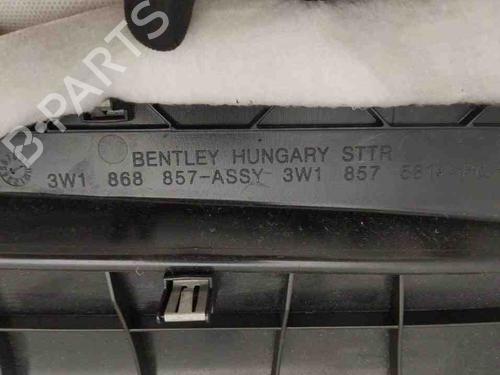 BENTLEY HUNGARY STTR
3W1 868 857-ASSY 3W1 857
B-PARTS